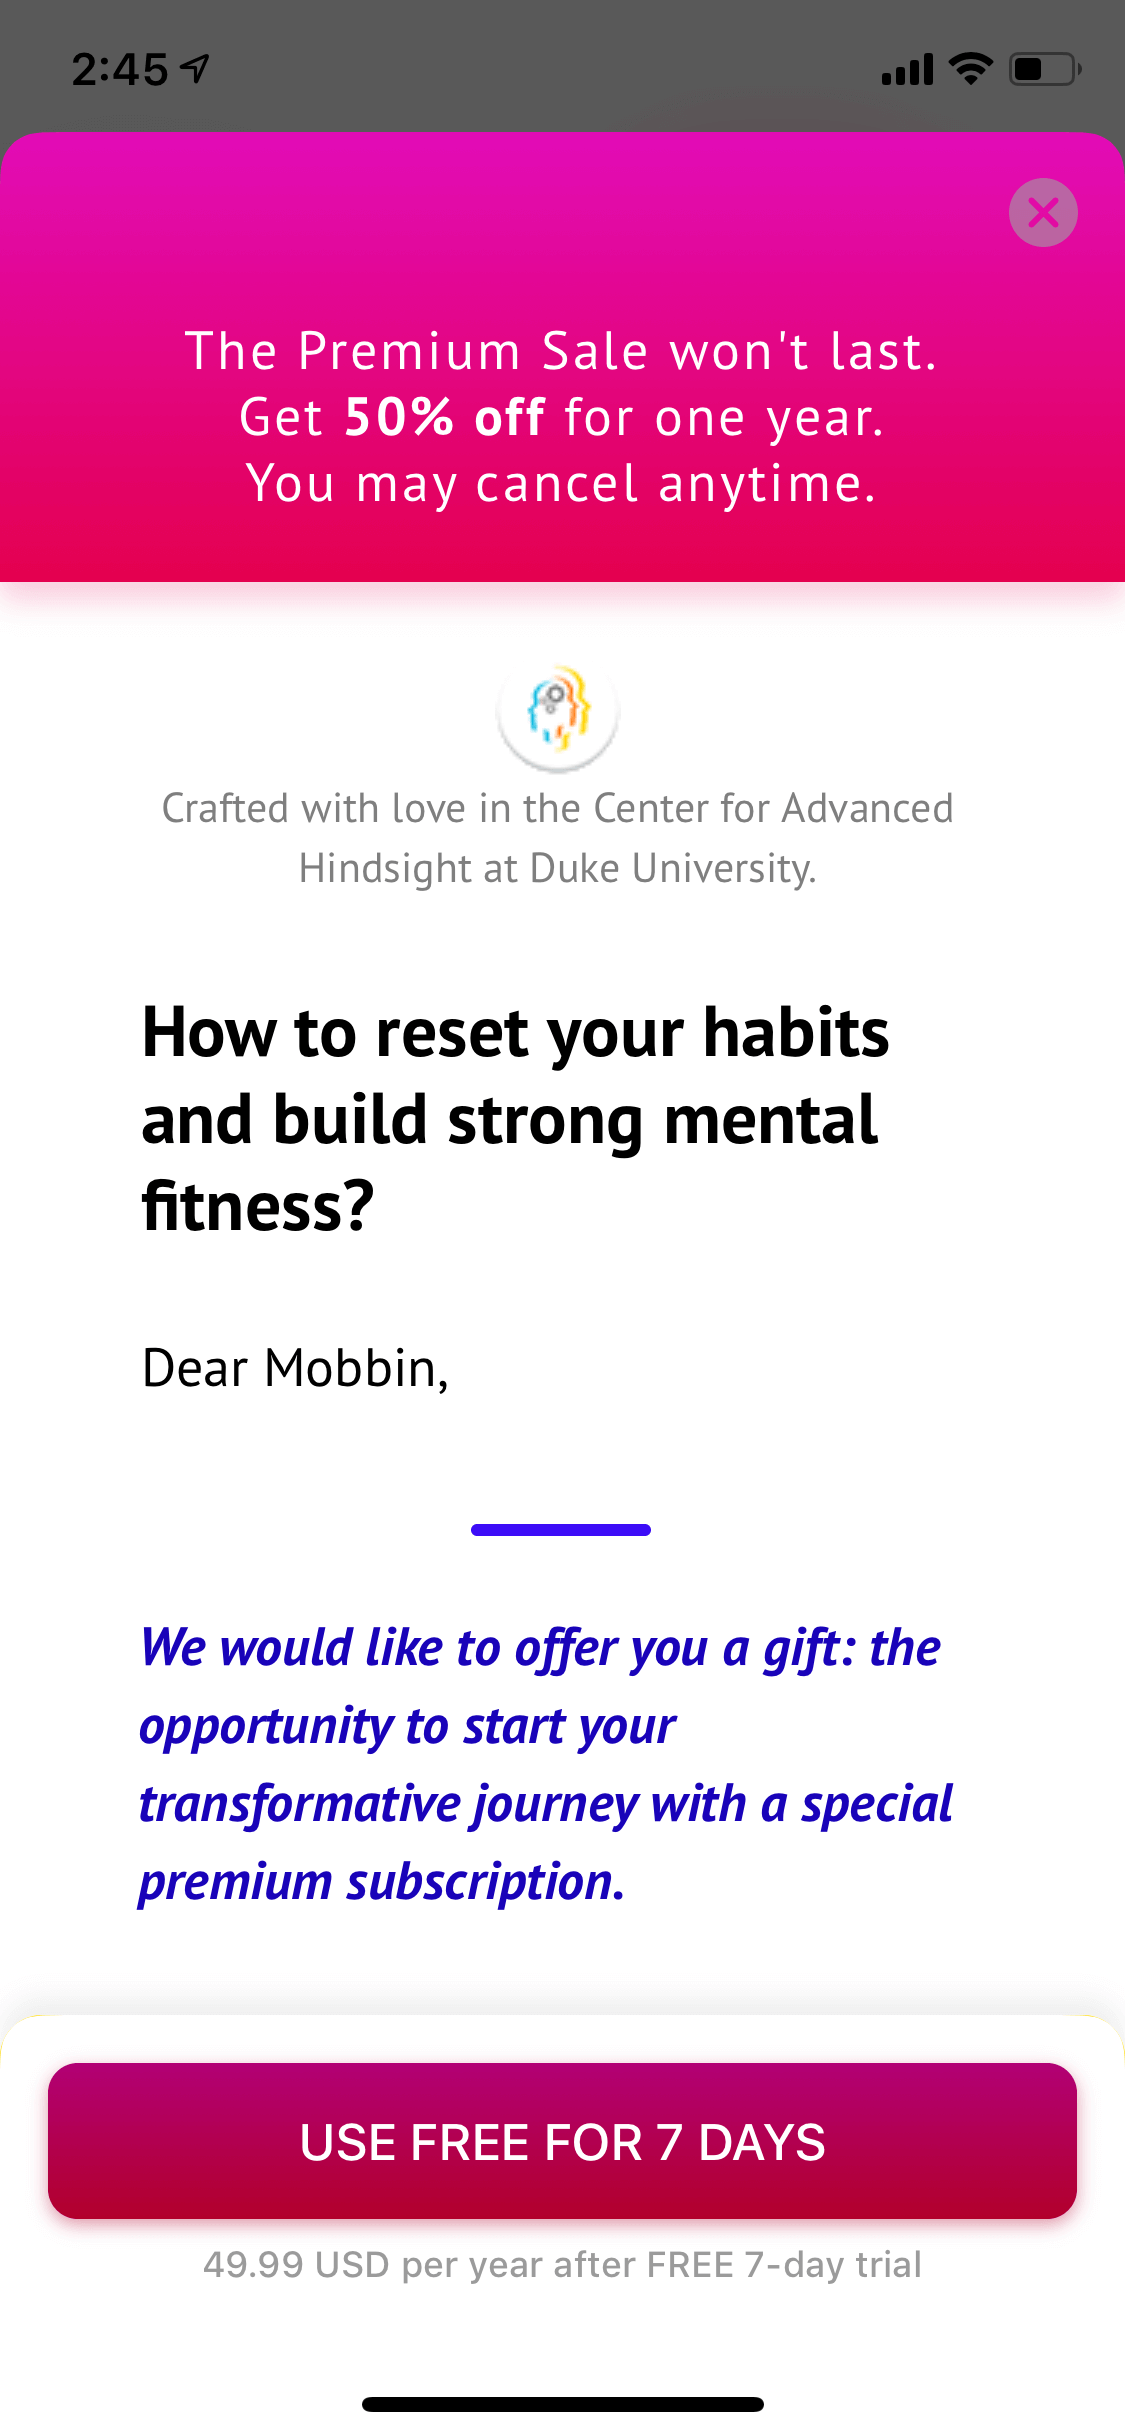 2:45
The Premium Sale won't last.
Get 50% off for one year.
You may cancel anytime.
Crafted with love in the Center for Advanced
Hindsight at Duke University.
How to reset your habits
and build strong mental
fitness?
Dear Mobbin,
We would like to offer you a gift: the
opportunity to start your
transformative journey with a special
premium subscription.
USE FREE FOR 7 DAYS
49.99 USD per year after FREE 7-day trial